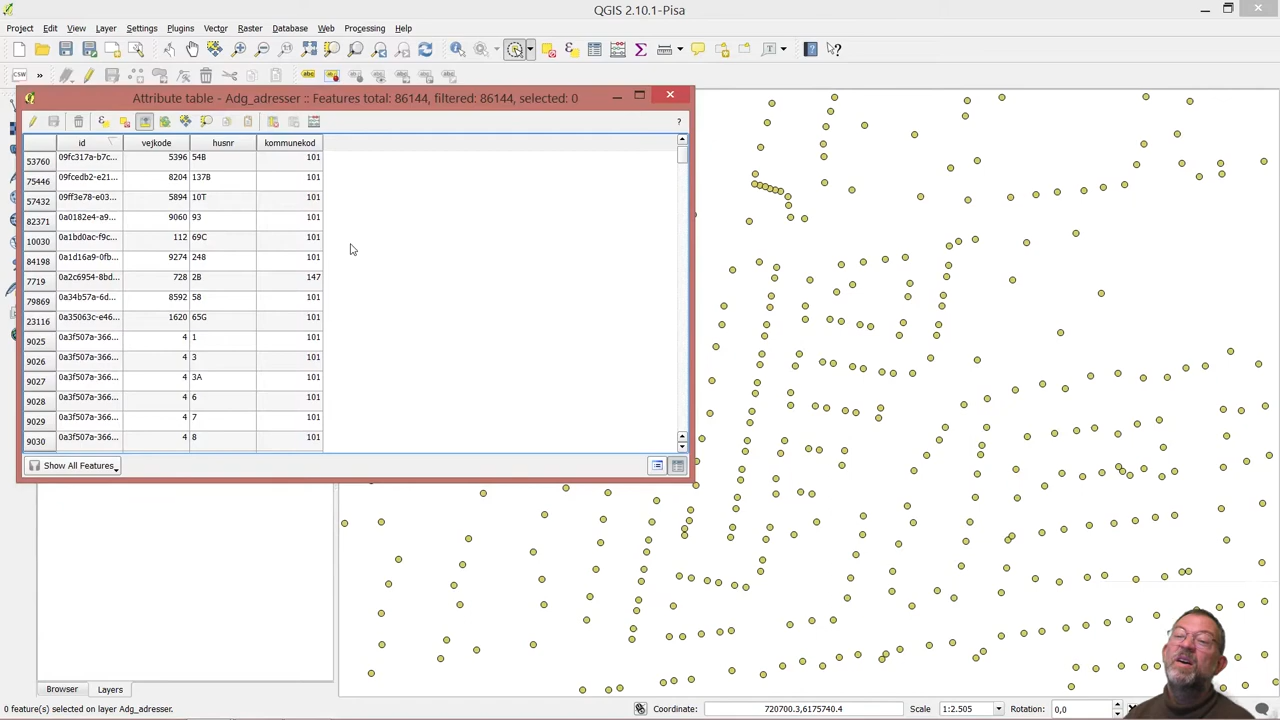 QGIS 2.10.1-Pisa
Project Edit View Layer Settings Plugins Vector Raster Database Web Processing Help
CSW » abc abc
Attribute table - Adg_adresser :: Features total: 86144, filtered: 86144, selected: 0
?
id vejkode husnr kommunekod
53760 09fc317a-b7c... 5396 54B 101
75446 09fcedb2-e21... 8204 137B 101
57432 09ff3e78-e03... 5894 10T 101
82371 0a0182e4-a9... 9060 93 101
10030 0a1bd0ac-f9c... 112 69C 101
84198 0a1d16a9-0fb... 9274 248 101
7719 0a2c6954-8bd... 728 2B 147
79869 0a34b57a-6d... 8592 58 101
23116 0a35063c-e46... 1620 65G 101
9025 0a3f507a-366... 4 1 101
9026 0a3f507a-366... 4 3 101
9027 0a3f507a-366... 4 3A 101
9028 0a3f507a-366... 4 6 101
9029 0a3f507a-366... 4 7 101
9030 0a3f507a-366... 4 8 101
Show All Features
Browser Layers
0 feature(s) selected on layer Adg_adresser. Coordinate: 720700.3,6175740.4 Scale 1:2.505 Rotation: 0,0